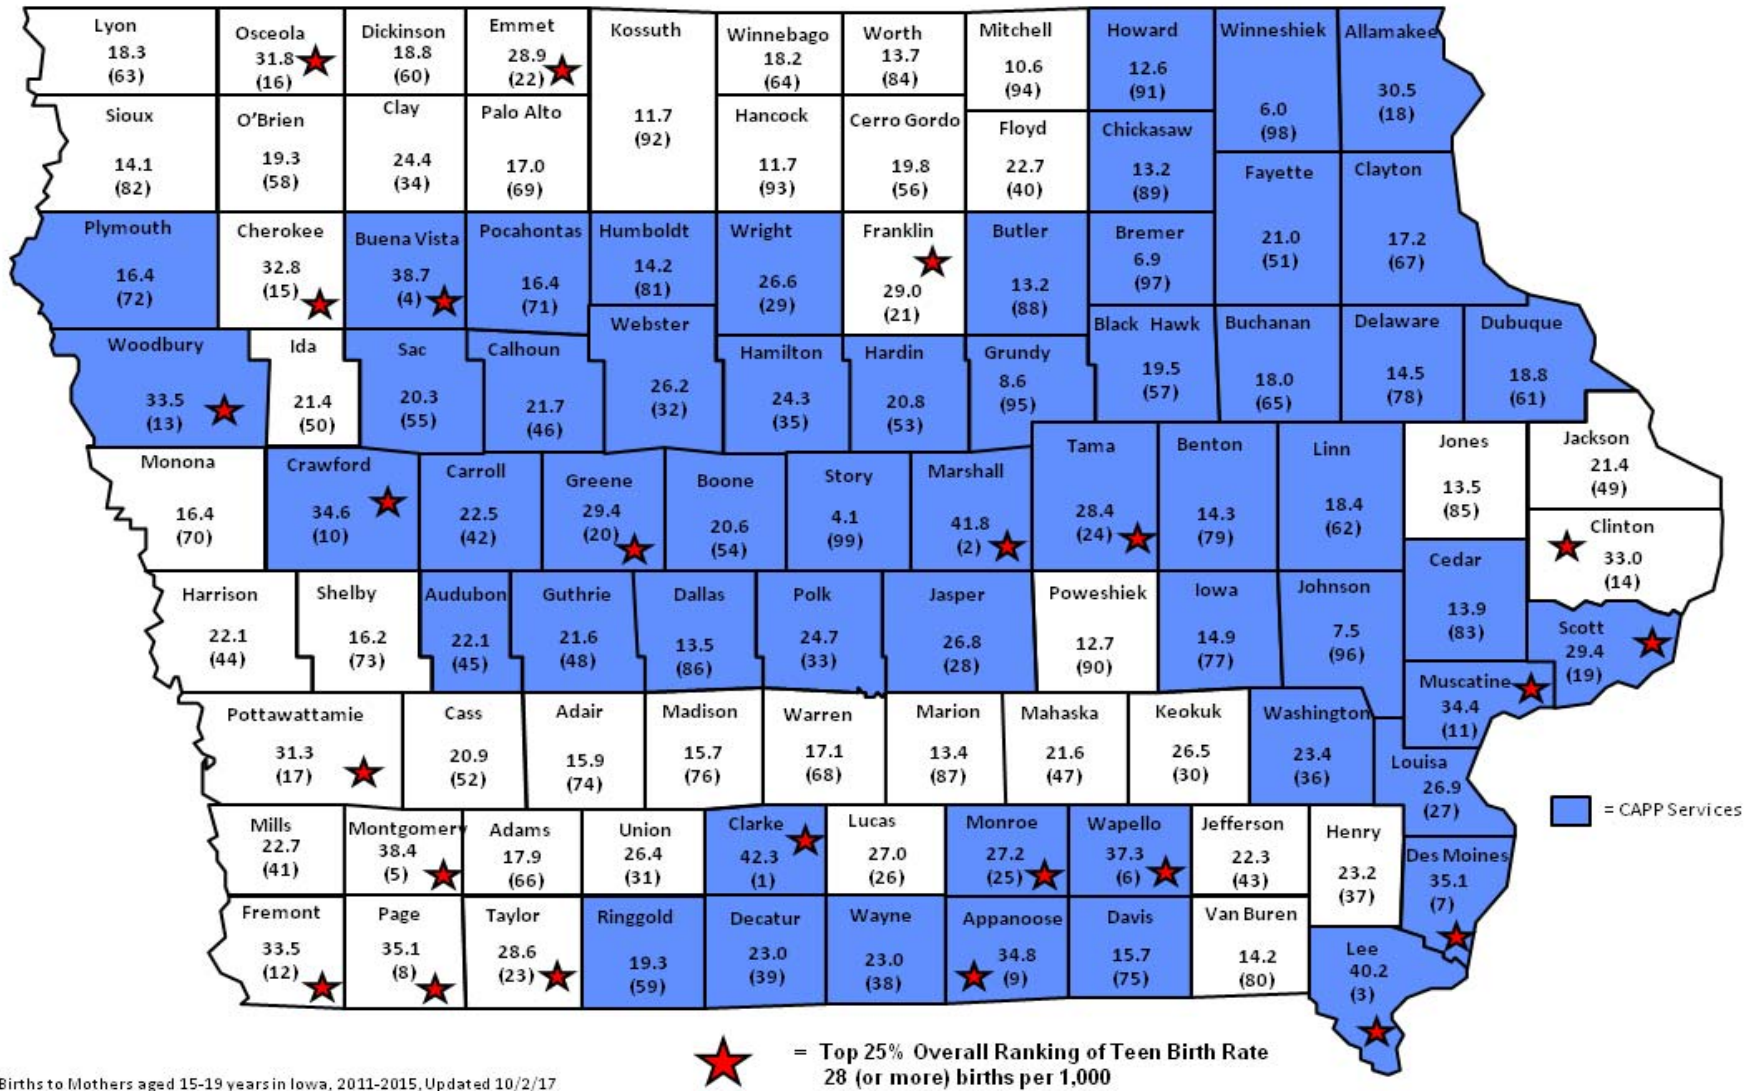 Lyon
18.3
(63)
Osceola
31.8
(16)
Dickinson
18.8
(60)
Emmet
28.9
(22)
Kossuth
11.7
(92)
Winnebago
18.2
(64)
Worth
13.7
(84)
Mitchell
10.6
(94)
Howard
12.6
(91)
Winneshiek
6.0
(98)
Allamakee
30.5
(18)
Sioux
14.1
(82)
O'Brien
19.3
(58)
Clay
24.4
(34)
Palo Alto
17.0
(69)
Hancock
11.7
(93)
Cerro Gordo
19.8
(56)
Floyd
22.7
(40)
Chickasaw
13.2
(89)
Fayette
21.0
(51)
Clayton
17.2
(67)
Plymouth
16.4
(72)
Cherokee
32.8
(15)
Buena Vista
38.7
(4)
Pocahontas
16.4
(71)
Humboldt
14.2
(81)
Wright
26.6
(29)
Franklin
29.0
(21)
Butler
13.2
(88)
Bremer
6.9
(97)
Woodbury
33.5
(13)
Ida
21.4
(50)
Sac
20.3
(55)
Calhoun
21.7
(46)
Webster
26.2
(32)
Hamilton
24.3
(35)
Hardin
20.8
(53)
Grundy
8.6
(95)
Black Hawk
19.5
(57)
Buchanan
18.0
(65)
Delaware
14.5
(78)
Dubuque
18.8
(61)
Monona
16.4
(70)
Crawford
34.6
(10)
Carroll
22.5
(42)
Greene
29.4
(20)
Boone
20.6
(54)
Story
4.1
(99)
Marshall
41.8
(2)
Tama
28.4
(24)
Benton
14.3
(79)
Linn
18.4
(62)
Jones
13.5
(85)
Jackson
21.4
(49)
Clinton
33.0
(14)
Harrison
22.1
(44)
Shelby
16.2
(73)
Audubon
22.1
(45)
Guthrie
21.6
(48)
Dallas
13.5
(86)
Polk
24.7
(33)
Jasper
26.8
(28)
Poweshiek
12.7
(90)
Iowa
14.9
(77)
Johnson
7.5
(96)
Cedar
13.9
(83)
Scott
29.4
(19)
Muscatine
34.4
(11)
Pottawattamie
31.3
(17)
Cass
20.9
(52)
Adair
15.9
(74)
Madison
15.7
(76)
Warren
17.1
(68)
Marion
13.4
(87)
Mahaska
21.6
(47)
Keokuk
26.5
(30)
Washington
23.4
(36)
Louisa
26.9
(27)
= CAPP Services
Mills
22.7
(41)
Montgomery
38.4
(5)
Adams
17.9
(66)
Union
26.4
(31)
Clarke
42.3
(1)
Lucas
27.0
(26)
Monroe
27.2
(25)
Wapello
37.3
(6)
Jefferson
22.3
(43)
Henry
23.2
(37)
Des Moines
35.1
(7)
Fremont
33.5
(12)
Page
35.1
(8)
Taylor
28.6
(23)
Ringgold
19.3
(59)
Decatur
23.0
(39)
Wayne
23.0
(38)
Appanoose
34.8
(9)
Davis
15.7
(75)
Van Buren
14.2
(80)
Lee
40.2
(3)
= Top 25% Overall Ranking of Teen Birth Rate
28 (or more) births per 1,000
Births to Mothers aged 15-19 years in Iowa, 2011-2015, Updated 10/2/17